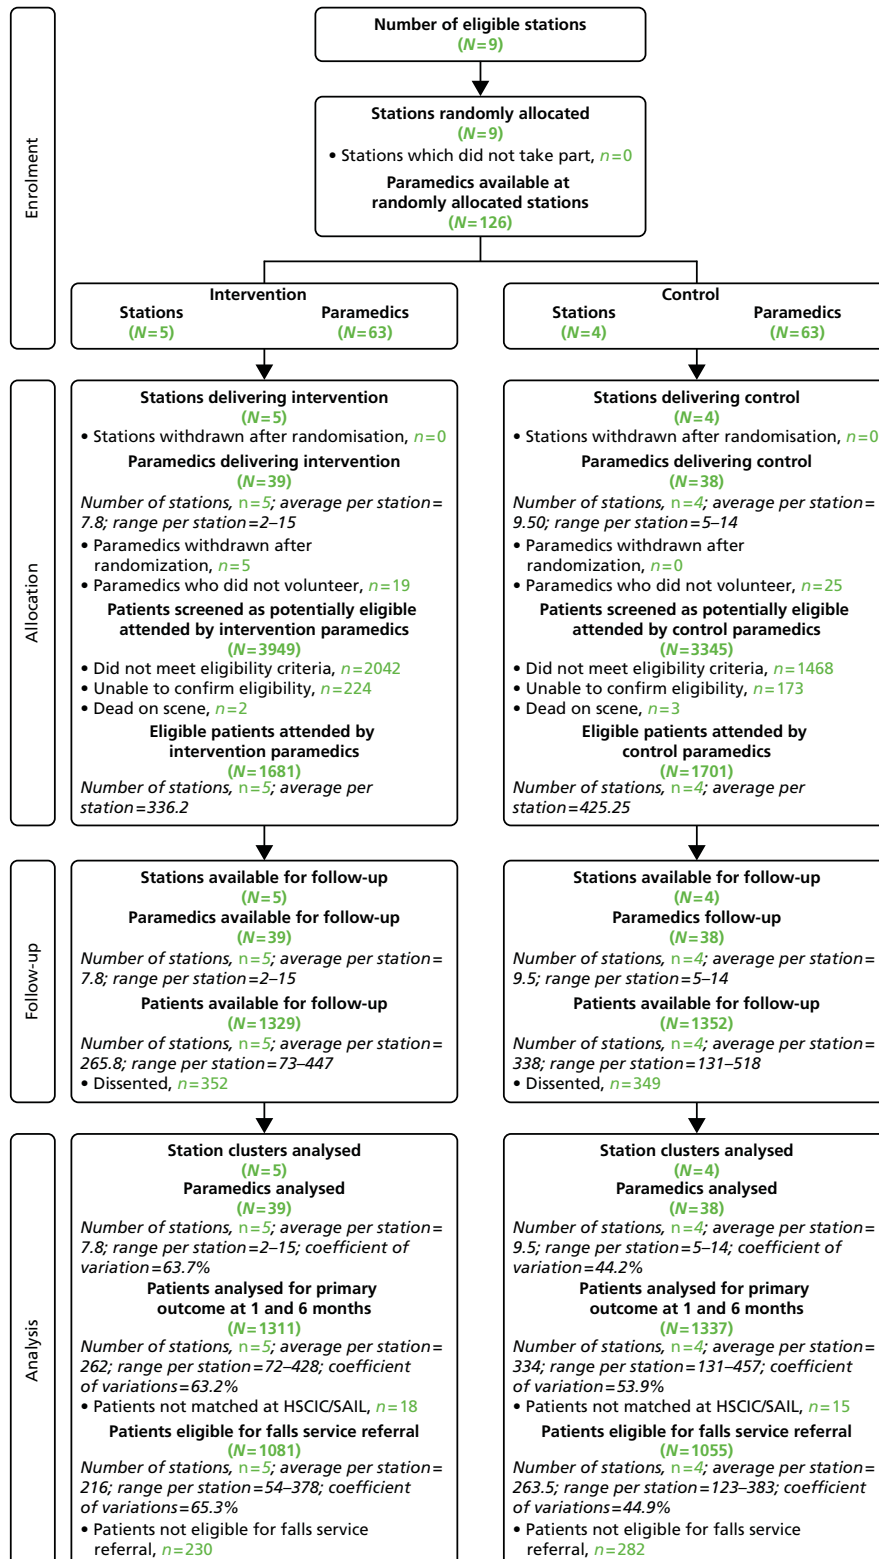 Enrolment
Number of eligible stations
(N=9)
Stations randomly allocated
(N=9)
• Stations which did not take part, n=0
Paramedics available at
randomly allocated stations
(N=126)
Intervention
Stations
(N=5)
Paramedics
(N=63)
Control
Stations
(N=4)
Paramedics
(N=63)
Allocation
Stations delivering intervention
(N=5)
• Stations withdrawn after randomisation, n=0
Paramedics delivering intervention
(N=39)
Number of stations, n=5; average per station=
7.8; range per station=2–15
• Paramedics withdrawn after
randomization, n=5
• Paramedics who did not volunteer, n=19
Patients screened as potentially eligible
attended by intervention paramedics
(N=3949)
• Did not meet eligibility criteria, n=2042
• Unable to confirm eligibility, n=224
• Dead on scene, n=2
Eligible patients attended by
intervention paramedics
(N=1681)
Number of stations, n=5; average per
station=336.2
Stations delivering control
(N=4)
• Stations withdrawn after randomisation, n=0
Paramedics delivering control
(N=38)
Number of stations, n=4; average per station=
9.50; range per station=5–14
• Paramedics withdrawn after
randomization, n=0
• Paramedics who did not volunteer, n=25
Patients screened as potentially eligible
attended by control paramedics
(N=3345)
• Did not meet eligibility criteria, n=1468
• Unable to confirm eligibility, n=173
• Dead on scene, n=3
Eligible patients attended by
control paramedics
(N=1701)
Number of stations, n=4; average per
station=425.25
Follow-up
Stations available for follow-up
(N=5)
Paramedics available for follow-up
(N=39)
Number of stations, n=5; average per station=
7.8; range per station=2–15
Patients available for follow-up
(N=1329)
Number of stations, n=5; average per station=
265.8; range per station=73–447
• Dissented, n=352
Stations available for follow-up
(N=4)
Paramedics follow-up
(N=38)
Number of stations, n=4; average per station=
9.5; range per station=5–14
Patients available for follow-up
(N=1352)
Number of stations, n=4; average per station=
338; range per station=131–518
• Dissented, n=349
Analysis
Station clusters analysed
(N=5)
Paramedics analysed
(N=39)
Number of stations, n=5; average per station=
7.8; range per station=2–15; coefficient of
variation=63.7%
Patients analysed for primary
outcome at 1 and 6 months
(N=1311)
Number of stations, n=5; average per station=
262; range per station=72–428; coefficient
of variations=63.2%
• Patients not matched at HSCIC/SAIL, n=18
Patients eligible for falls service referral
(N=1081)
Number of stations, n=5; average per station=
216; range per station=54–378; coefficient
of variations=65.3%
• Patients not eligible for falls service
referral, n=230
Station clusters analysed
(N=4)
Paramedics analysed
(N=38)
Number of stations, n=4; average per station=
9.5; range per station=5–14; coefficient of
variation=44.2%
Patients analysed for primary
outcome at 1 and 6 months
(N=1337)
Number of stations, n=4; average per station=
334; range per station=131–457; coefficient
of variation=53.9%
• Patients not matched at HSCIC/SAIL, n=15
Patients eligible for falls service referral
(N=1055)
Number of stations, n=4; average per station=
263.5; range per station=123–383; coefficient
of variations=44.9%
• Patients not eligible for falls service
referral, n=282